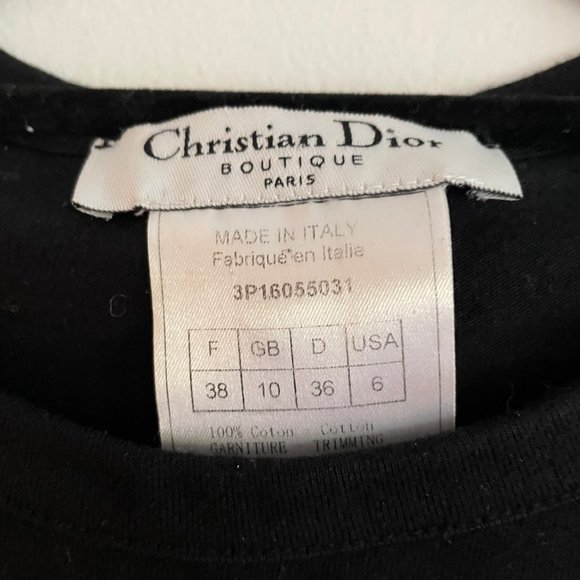 Christian Dior
BOUTIQUE
PARIS
MADE IN ITALY
Fabriqué en Italie
3P16055031
F GB D USA
38 10 36 6
100% Coton Cotton
GARNITURE TRIMMING